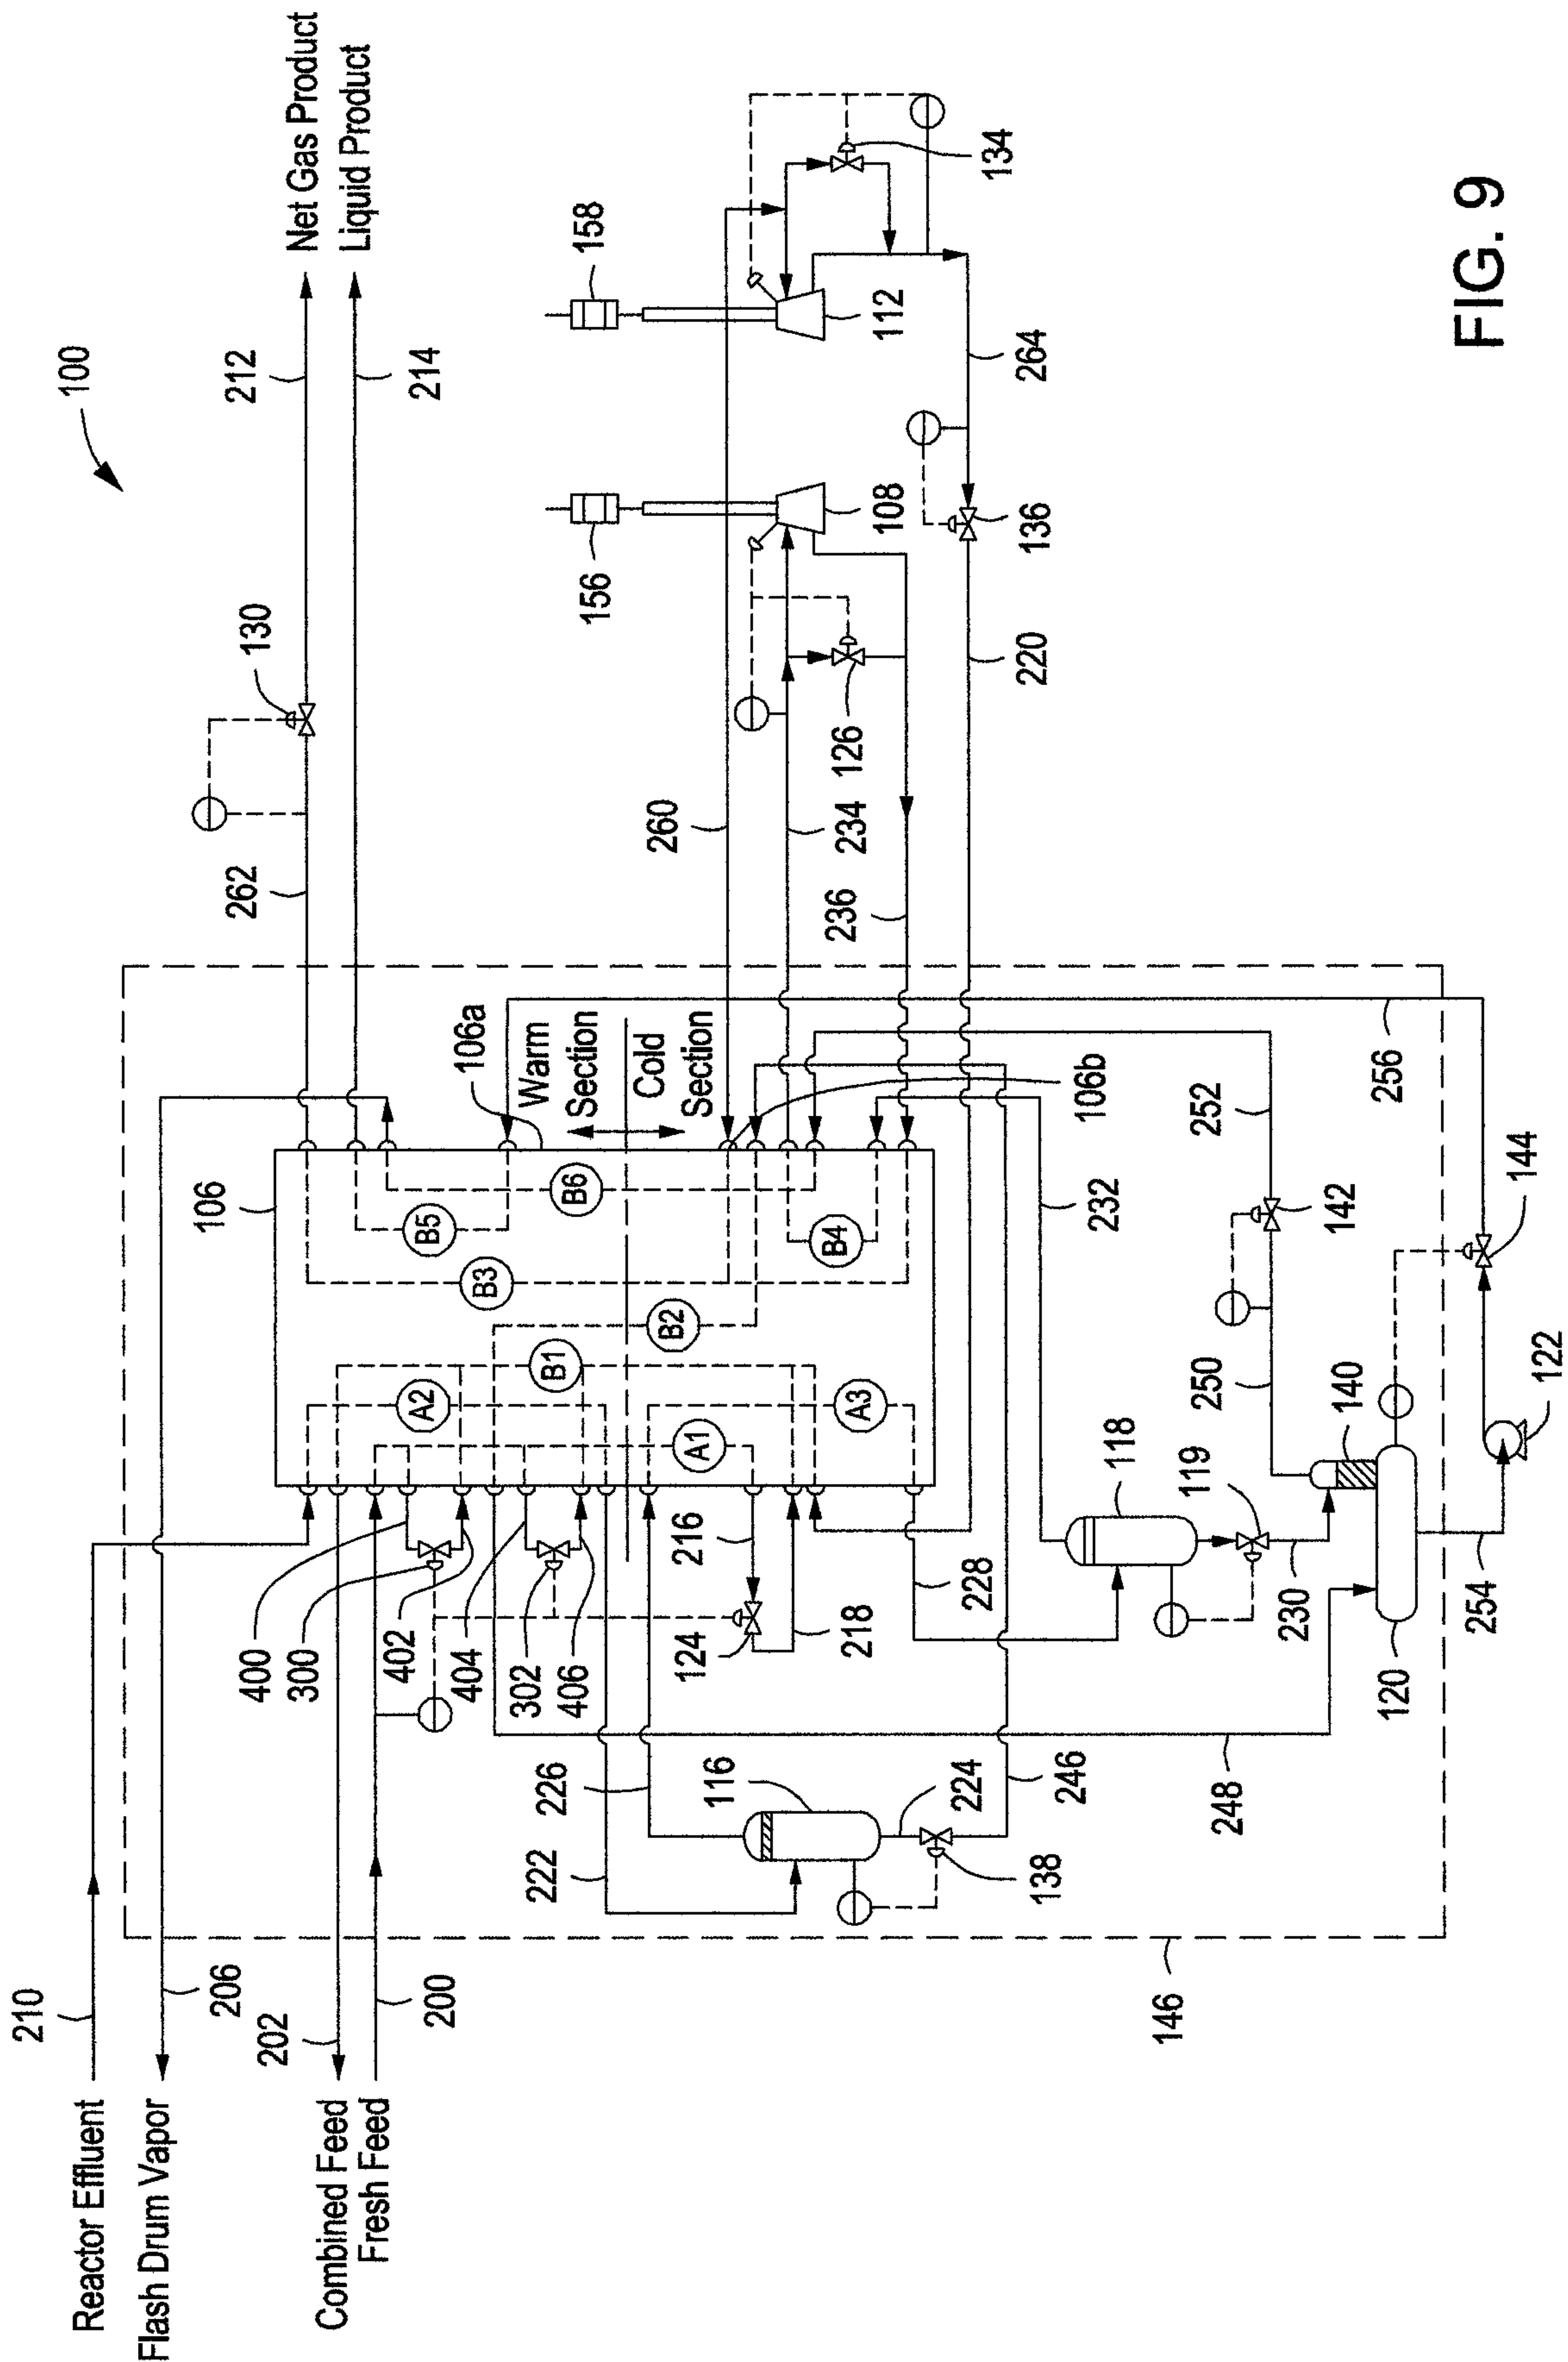 100
Net Gas Product
Liquid Product
212
214
130
262
158
112
134
264
156
108
136
220
260
234
126
236
106
106a
Warm
Section
Cold
Section
106b
B1
B2
B3
B4
B5
B6
A1
A2
A3
232
252
256
142
144
250
140
122
118
119
230
120
254
400
300
402
404
302
406
216
124
218
228
226
222
116
224
246
138
248
146
210
206
202
200
Reactor Effluent
Flash Drum Vapor
Combined Feed
Fresh Feed
FIG. 9